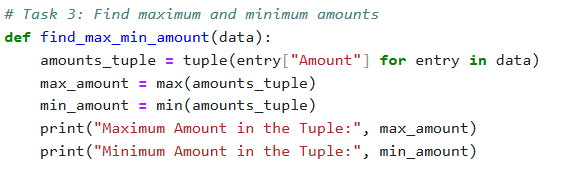 # Task 3: Find maximum and minimum amounts
def find_max_min_amount(data):
    amounts_tuple = tuple(entry["Amount"] for entry in data)
    max_amount = max(amounts_tuple)
    min_amount = min(amounts_tuple)
    print("Maximum Amount in the Tuple:", max_amount)
    print("Minimum Amount in the Tuple:", min_amount)